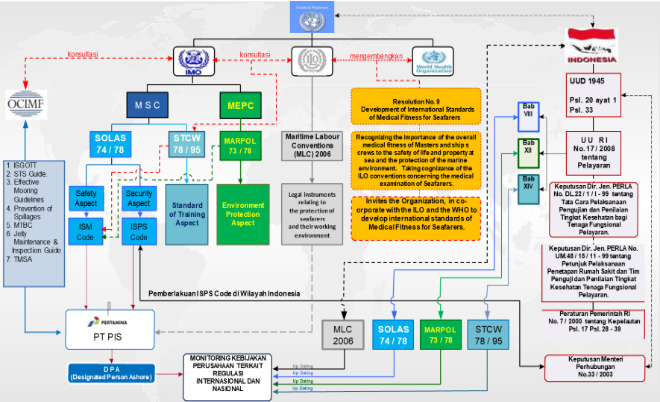 United Nations
INDONESIA
konsultasi
konsultasi
mengembangkan
OCIMF
IMO
ILO
World Health
Organization
UUD 1945
Psl. 20 ayat 1
Psl. 33
M S C
MEPC
SOLAS
74 / 78
STCW
78 / 95
MARPOL
73 / 78
Maritime Labour
Conventions
(MLC) 2006
Resolution No. 9
Development of International Standards
of Medical Fitness for Seafarers
Recognizing the importance of the overall
medical fitness of Masters and ships
crews to the safety of life and property at
sea and the protection of the marine
environment. Taking cognizance of the
ILO conventions concerning the medical
examination of Seafarers.
Invites the Organization, in co-
orporate with the ILO and the WHO to
develop international standards of
Medical Fitness for Seafarers.
Bab
VIII
Bab
XII
Bab
XIV
UU RI
No. 17 / 2008
tentang
Pelayaran
1. ISGOTT
2. STS Guide.
3. Effective
Mooring
Guidelines
4. Prevention of
Spillages
5. MTBC
6. Jetty
Maintenance &
Inspection Guide
7. TMSA
Safety
Aspect
Security
Aspect
Standard
of Training
Aspect
Environment
Protection
Aspect
Legal Instruments
relating to
the protection of
seafarers
and their working
environment.
ISM
Code
ISPS
Code
Keputusan Dir. Jen. PERLA
No. DL.22 / 1 / 1 - 99 tentang
Tata Cara Pelaksanaan
Pengujian dan Penilaian
Tingkat Kesehatan bagi
Tenaga Fungsional
Pelayaran.
Keputusan Dir. Jen. PERLA No.
UM.48 / 15 / 11 - 99 tentang
Petunjuk Pelaksanaan
Penetapan Rumah Sakit dan Tim
Penguji dan Penilaian Tingkat
Kesehatan Tenaga Fungsional
Pelayaran.
Peraturan Pemerintah RI
No. 7 / 2000 tentang Kepelautan
Psl. 17 Psl. 28 - 39
Keputusan Menteri
Perhubungan
No.33 / 2003
Pemberlakuan ISPS Code di Wilayah Indonesia
PERTAMINA
PT PIS
MLC
2006
SOLAS
74 / 78
MARPOL
73 / 78
STCW
78 / 95
DPA
(Designated Person Ashore)
MONITORING KEBIJAKAN
PERUSAHAAN TERKAIT
REGULASI
INTERNASIONAL DAN
NASIONAL
Up Dating
Up Dating
Up Dating
Up Dating